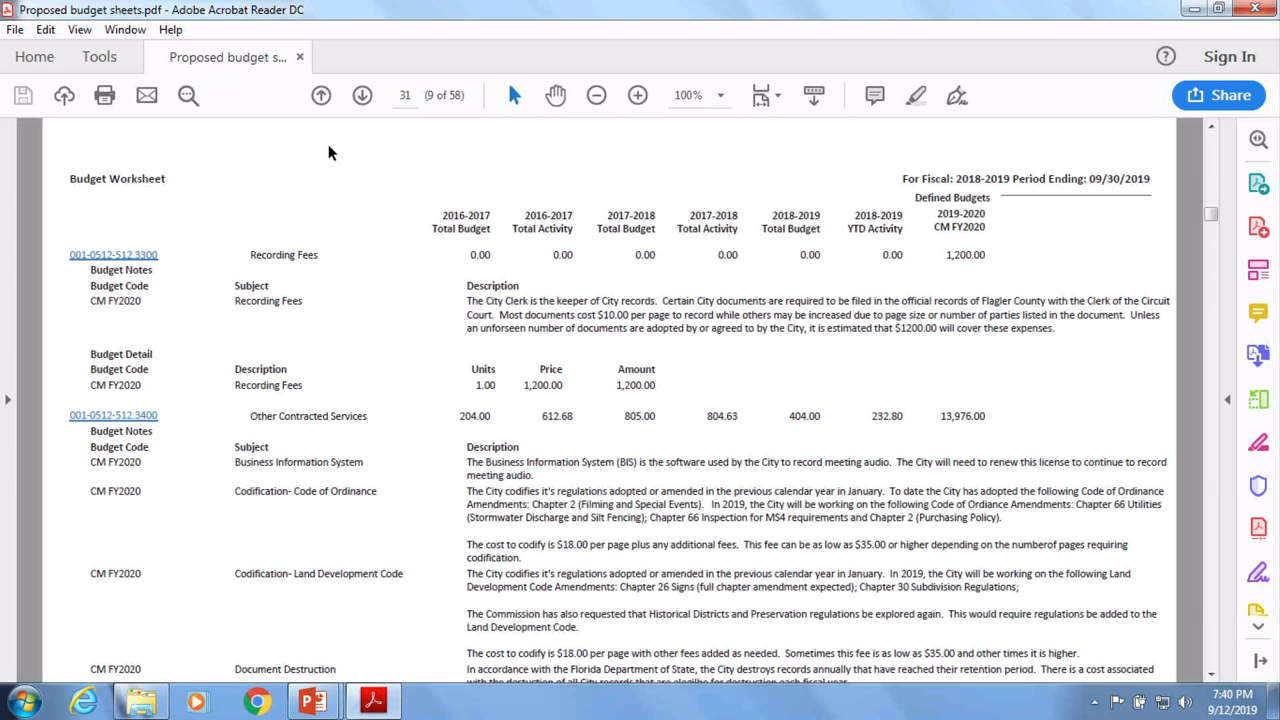 Proposed budget sheets.pdf - Adobe Acrobat Reader DC
File Edit View Window Help
Home Tools Proposed budget s... × Sign In
31 (9 of 58) 100% Share
Budget Worksheet For Fiscal: 2018-2019 Period Ending: 09/30/2019
Defined Budgets
2016-2017 2016-2017 2017-2018 2017-2018 2018-2019 2018-2019 2019-2020
Total Budget Total Activity Total Budget Total Activity Total Budget YTD Activity CM FY2020
001-0512-512.3300 Recording Fees 0.00 0.00 0.00 0.00 0.00 0.00 1,200.00
Budget Notes
Budget Code Subject Description
CM FY2020 Recording Fees The City Clerk is the keeper of City records. Certain City documents are required to be filed in the official records of Flagler County with the Clerk of the Circuit
Court. Most documents cost $10.00 per page to record while others may be increased due to page size or number of parties listed in the document. Unless
an unforseen number of documents are adopted by or agreed to by the City, it is estimated that $1200.00 will cover these expenses.
Budget Detail
Budget Code Description Units Price Amount
CM FY2020 Recording Fees 1.00 1,200.00 1,200.00
001-0512-512.3400 Other Contracted Services 204.00 612.68 805.00 804.63 404.00 232.80 13,976.00
Budget Notes
Budget Code Subject Description
CM FY2020 Business Information System The Business Information System (BIS) is the software used by the City to record meeting audio. The City will need to renew this license to continue to record
meeting audio.
CM FY2020 Codification- Code of Ordinance The City codifies it's regulations adopted or amended in the previous calendar year in January. To date the City has adopted the following Code of Ordinance
Amendments: Chapter 2 (Filming and Special Events). In 2019, the City will be working on the following Code of Ordiance Amendments: Chapter 66 Utilities
(Stormwater Discharge and Silt Fencing); Chapter 66 Inspection for MS4 requirements and Chapter 2 (Purchasing Policy).
The cost to codify is $18.00 per page plus any additional fees. This fee can be as low as $35.00 or higher depending on the numberof pages requiring
codification.
CM FY2020 Codification- Land Development Code The City codifies it's regulations adopted or amended in the previous calendar year in January. In 2019, the City will be working on the following Land
Development Code Amendments: Chapter 26 Signs (full chapter amendment expected); Chapter 30 Subdivision Regulations;
The Commission has also requested that Historical Districts and Preservation regulations be explored again. This would require regulations be added to the
Land Development Code.
The cost to codify is $18.00 per page with other fees added as needed. Sometimes this fee is as low as $35.00 and other times it is higher.
CM FY2020 Document Destruction In accordance with the Florida Department of State, the City destroys records annually that have reached their retention period. There is a cost associated
with the destuction of all City records that are elegilbe for destruction each fiscal year
7:40 PM
9/12/2019